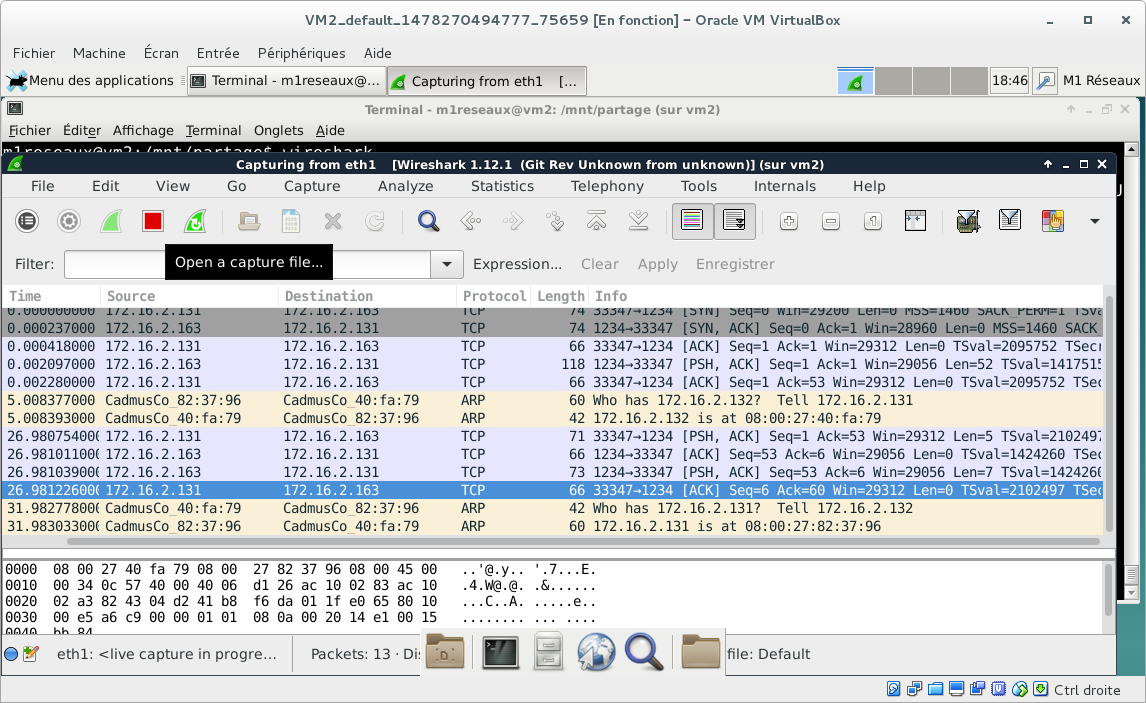 VM2_default_1478270494777_75659 [En fonction] – Oracle VM VirtualBox
Fichier Machine Écran Entrée Périphériques Aide
Menu des applications Terminal - m1reseaux@... Capturing from eth1 [... 18:46 M1 Réseaux
Terminal - m1reseaux@vm2: /mnt/partage (sur vm2)
Fichier Éditer Affichage Terminal Onglets Aide
m1reseaux@vm2:/mnt/partage$ wireshark
Capturing from eth1 [Wireshark 1.12.1 (Git Rev Unknown from unknown)] (sur vm2)
File Edit View Go Capture Analyze Statistics Telephony Tools Internals Help
Filter: Expression... Clear Apply Enregistrer
Open a capture file...
Time Source Destination Protocol Length Info
0.000000000 172.16.2.131 172.16.2.163 TCP 74 33347→1234 [SYN] Seq=0 Win=29200 Len=0 MSS=1460 SACK_PERM=1 TSva
0.000237000 172.16.2.163 172.16.2.131 TCP 74 1234→33347 [SYN, ACK] Seq=0 Ack=1 Win=28960 Len=0 MSS=1460 SACK_
0.000418000 172.16.2.131 172.16.2.163 TCP 66 33347→1234 [ACK] Seq=1 Ack=1 Win=29312 Len=0 TSval=2095752 TSecr
0.002097000 172.16.2.163 172.16.2.131 TCP 118 1234→33347 [PSH, ACK] Seq=1 Ack=1 Win=29056 Len=52 TSval=1417515
0.002280000 172.16.2.131 172.16.2.163 TCP 66 33347→1234 [ACK] Seq=1 Ack=53 Win=29312 Len=0 TSval=2095752 TSec
5.008377000 CadmusCo_82:37:96 CadmusCo_40:fa:79 ARP 60 Who has 172.16.2.132? Tell 172.16.2.131
5.008393000 CadmusCo_40:fa:79 CadmusCo_82:37:96 ARP 42 172.16.2.132 is at 08:00:27:40:fa:79
26.980754000 172.16.2.131 172.16.2.163 TCP 71 33347→1234 [PSH, ACK] Seq=1 Ack=53 Win=29312 Len=5 TSval=2102497
26.981011000 172.16.2.163 172.16.2.131 TCP 66 1234→33347 [ACK] Seq=53 Ack=6 Win=29056 Len=0 TSval=1424260 TSec
26.981039000 172.16.2.163 172.16.2.131 TCP 73 1234→33347 [PSH, ACK] Seq=53 Ack=6 Win=29056 Len=7 TSval=1424260
26.981226000 172.16.2.131 172.16.2.163 TCP 66 33347→1234 [ACK] Seq=6 Ack=60 Win=29312 Len=0 TSval=2102497 TSec
31.982778000 CadmusCo_40:fa:79 CadmusCo_82:37:96 ARP 42 Who has 172.16.2.131? Tell 172.16.2.132
31.983033000 CadmusCo_82:37:96 CadmusCo_40:fa:79 ARP 60 172.16.2.131 is at 08:00:27:82:37:96
0000 08 00 27 40 fa 79 08 00 27 82 37 96 08 00 45 00 ..'@.y.. '.7...E.
0010 00 34 0c 57 40 00 40 06 d1 26 ac 10 02 83 ac 10 .4.W@.@. .&......
0020 02 a3 82 43 04 d2 41 b8 f6 da 01 1f e0 65 80 10 ...C..A. .....e..
0030 00 e5 a6 c9 00 00 01 01 08 0a 00 20 14 e1 00 15 ........ ... ....
0040 bb 84
eth1: <live capture in progre... Packets: 13 · Di file: Default
Ctrl droite